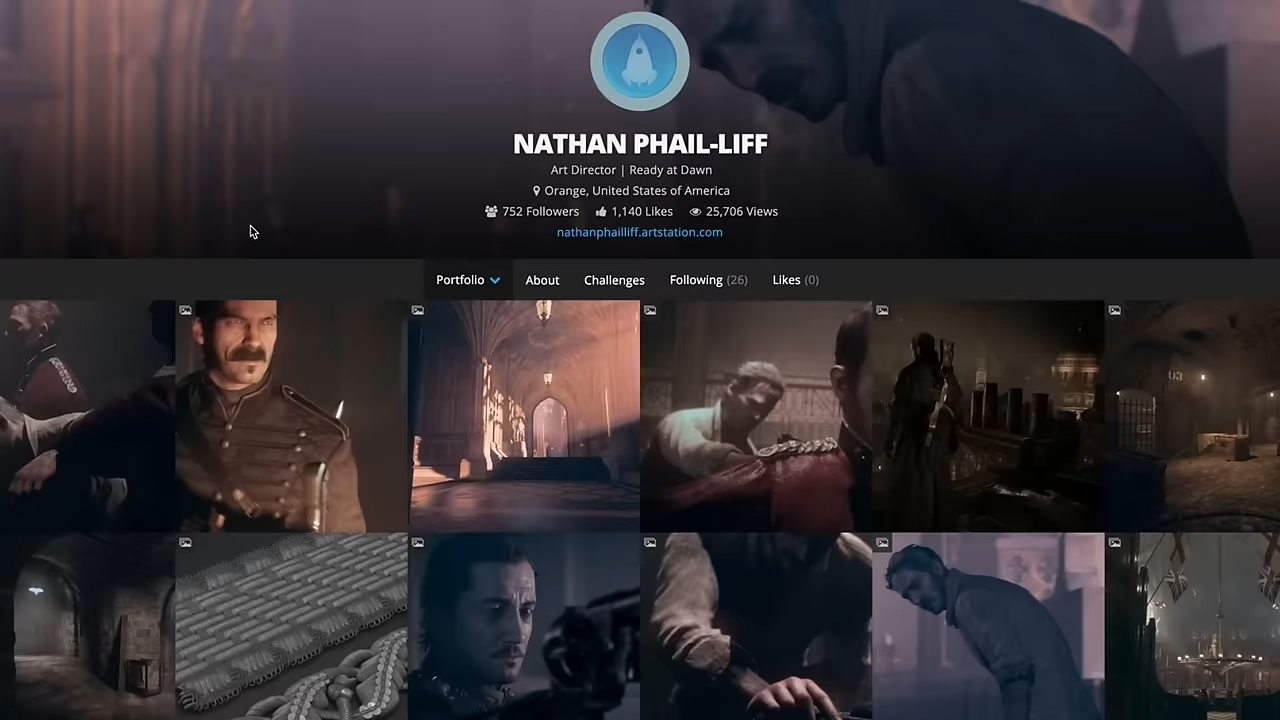 NATHAN PHAIL-LIFF
Art Director | Ready at Dawn
Orange, United States of America
752 Followers 1,140 Likes 25,706 Views
nathanphailliff.artstation.com
Portfolio About Challenges Following (26) Likes (0)